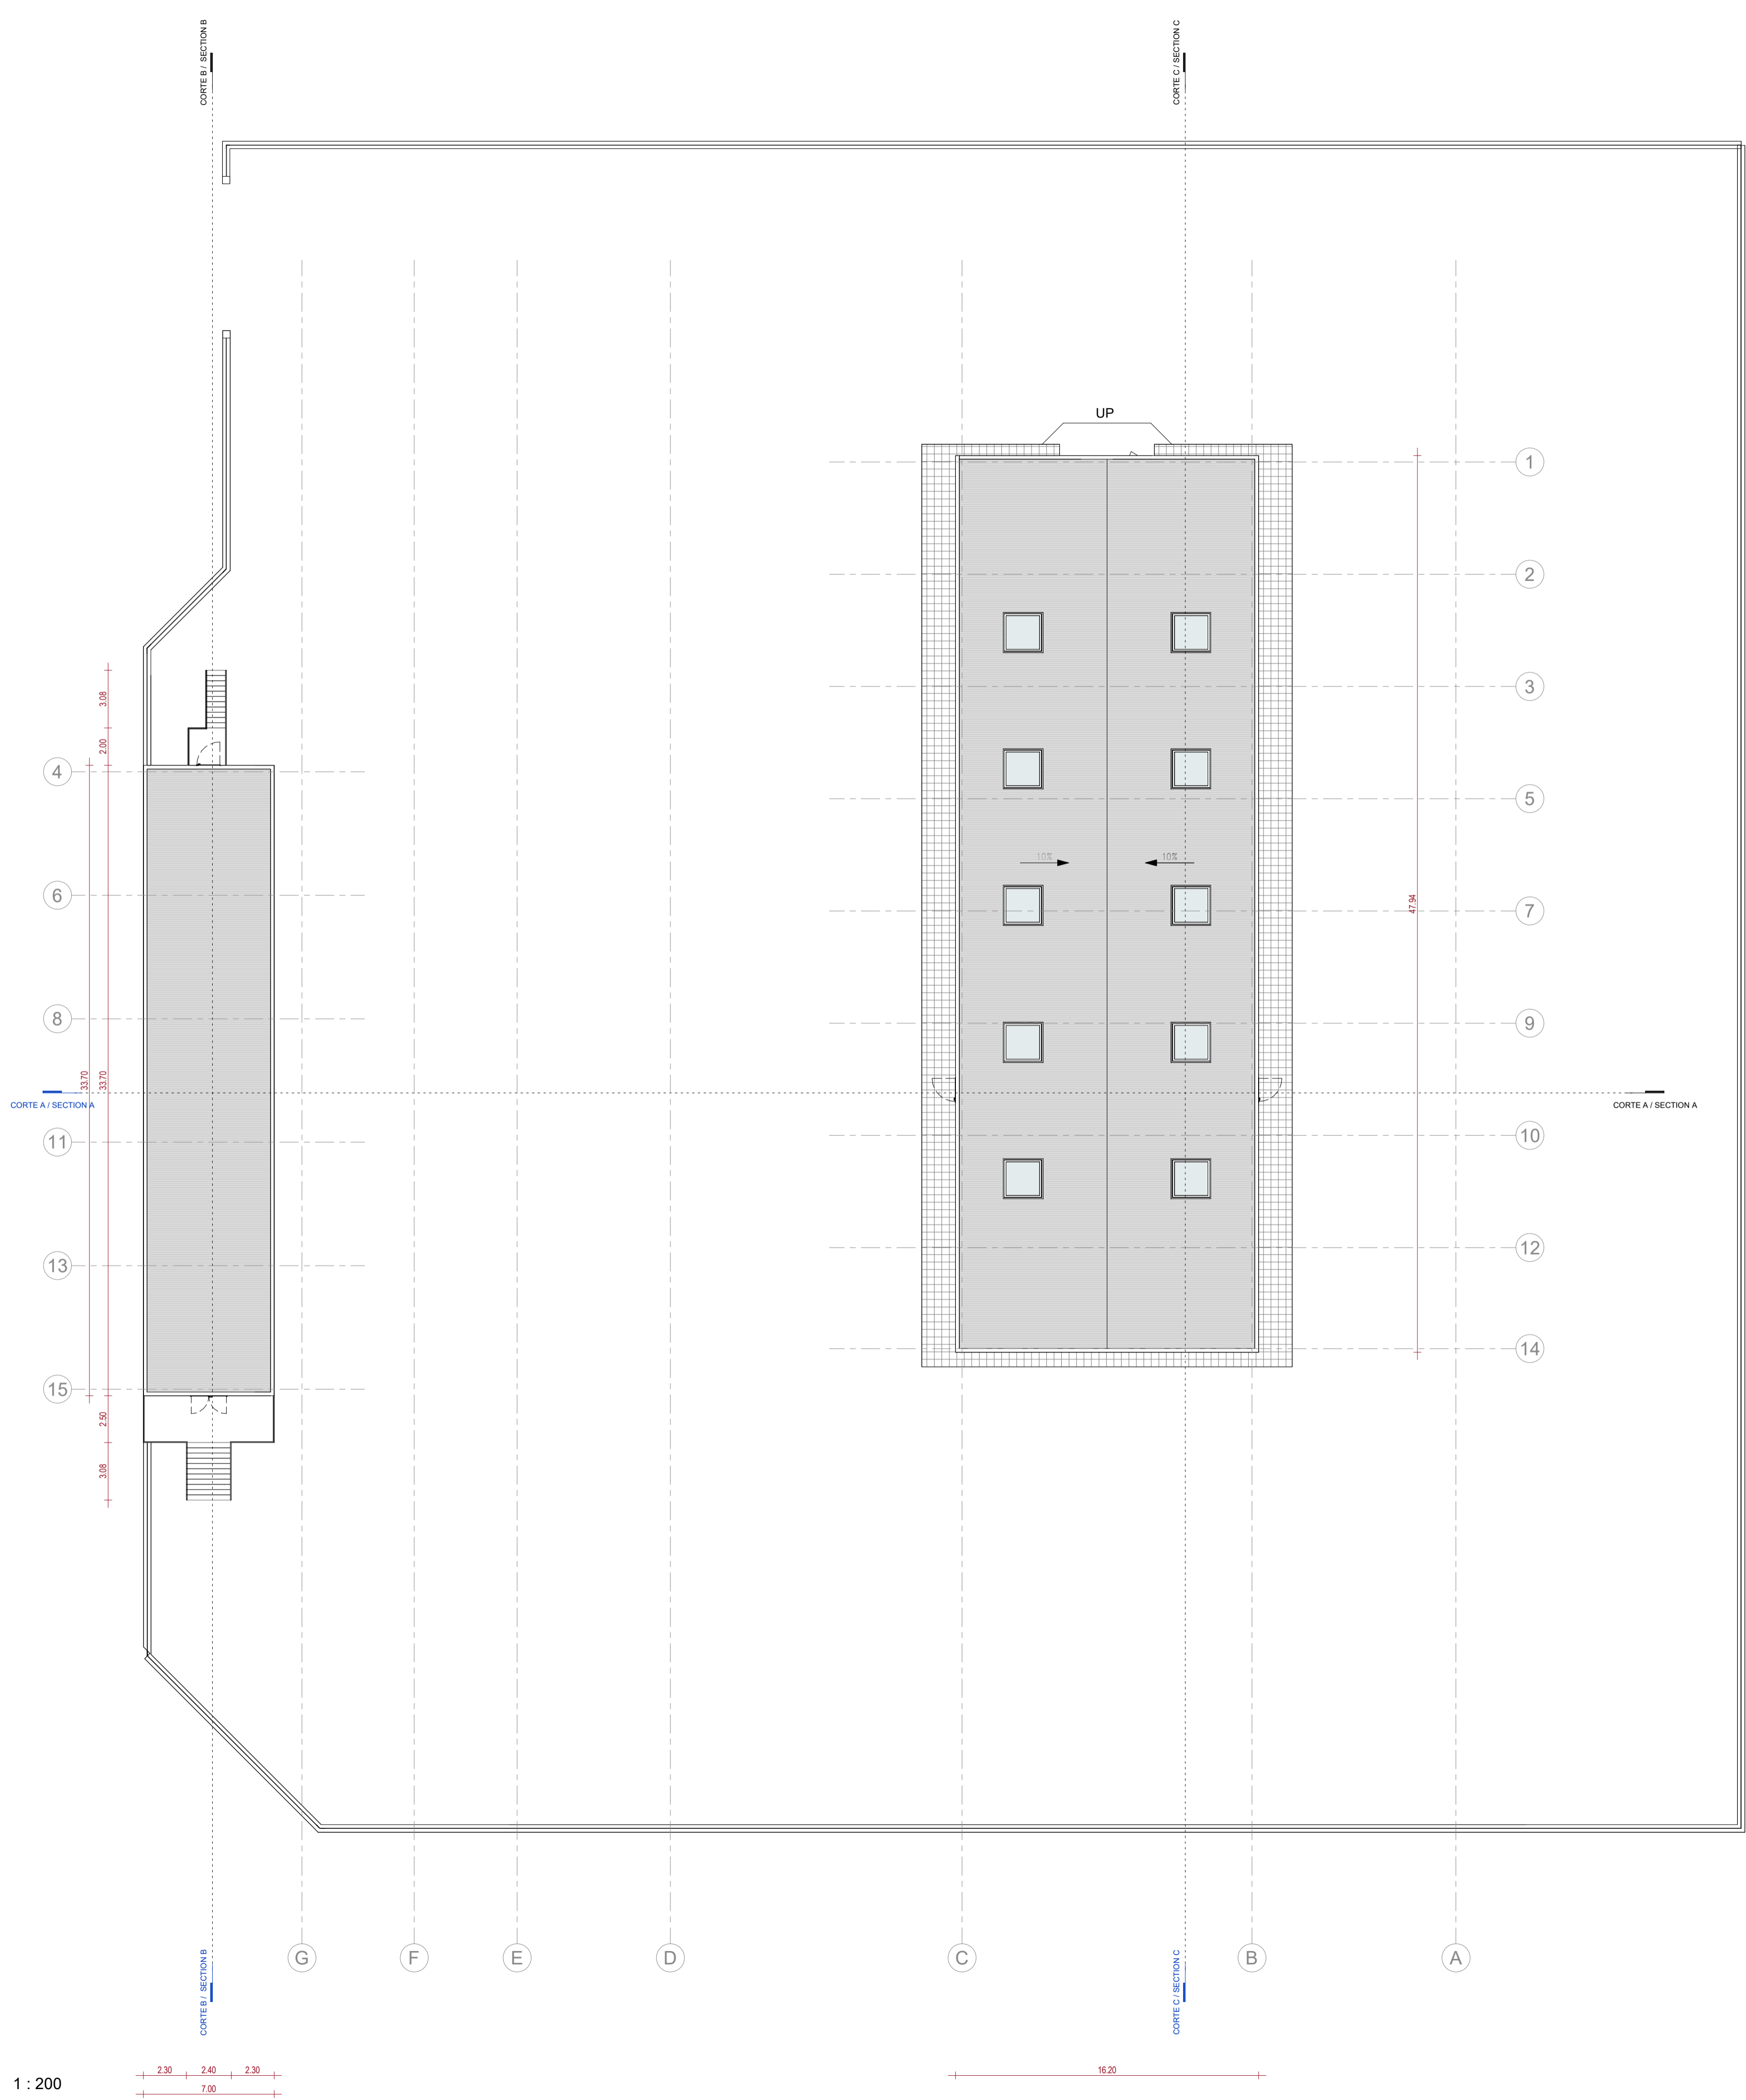 CORTE B / SECTION B
CORTE C / SECTION C
UP
1
2
3
3.08
2.00
4
5
10%
10%
6
7
47.94
8
9
33.70
33.70
CORTE A / SECTION A
CORTE A / SECTION A
11
10
13
12
14
15
2.50
3.08
G
F
E
D
C
B
A
CORTE B / SECTION B
CORTE C / SECTION C
2.30
2.40
2.30
16.20
1 : 200
7.00